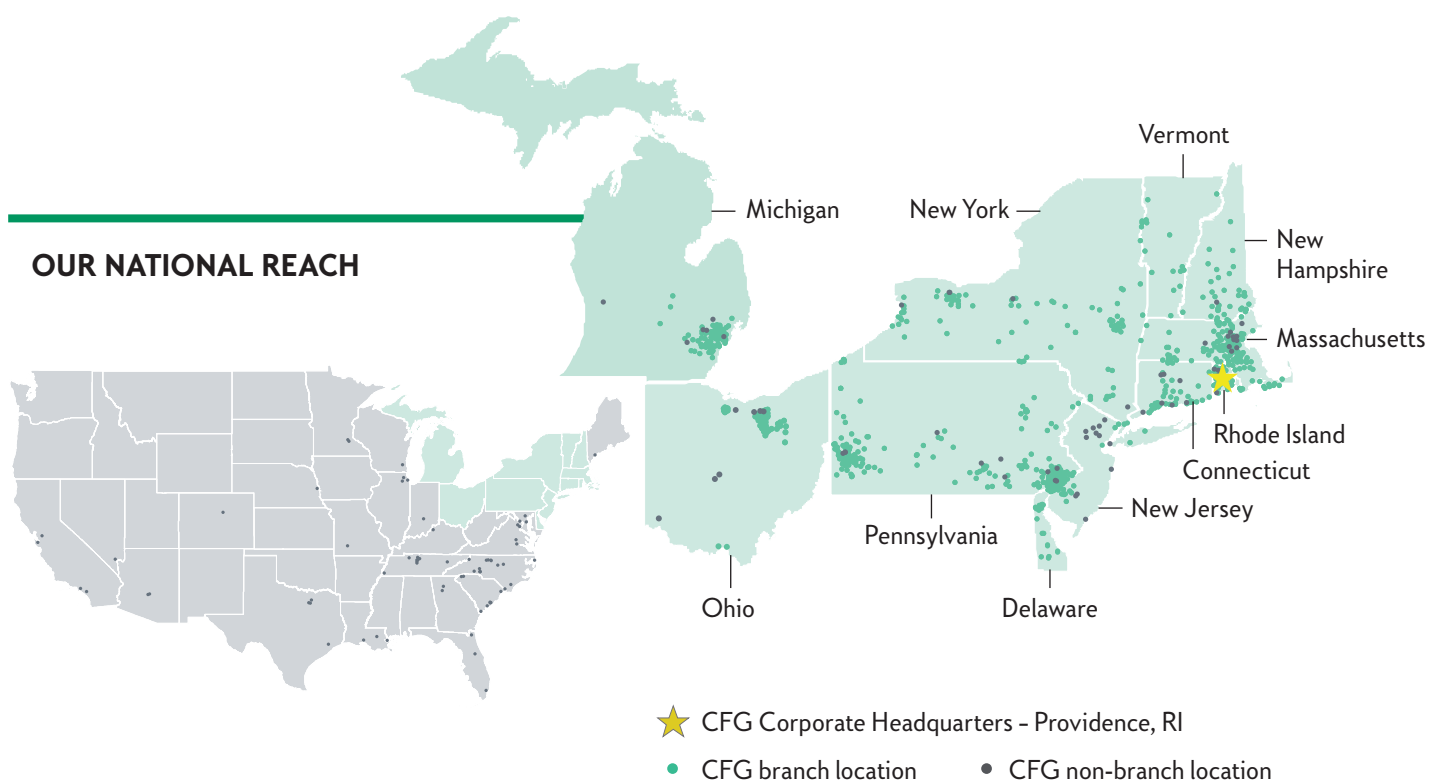 OUR NATIONAL REACH
Michigan
New York
Vermont
New
Hampshire
Massachusetts
Rhode Island
Connecticut
New Jersey
Pennsylvania
Ohio
Delaware
CFG Corporate Headquarters – Providence, RI
CFG branch location
CFG non-branch location